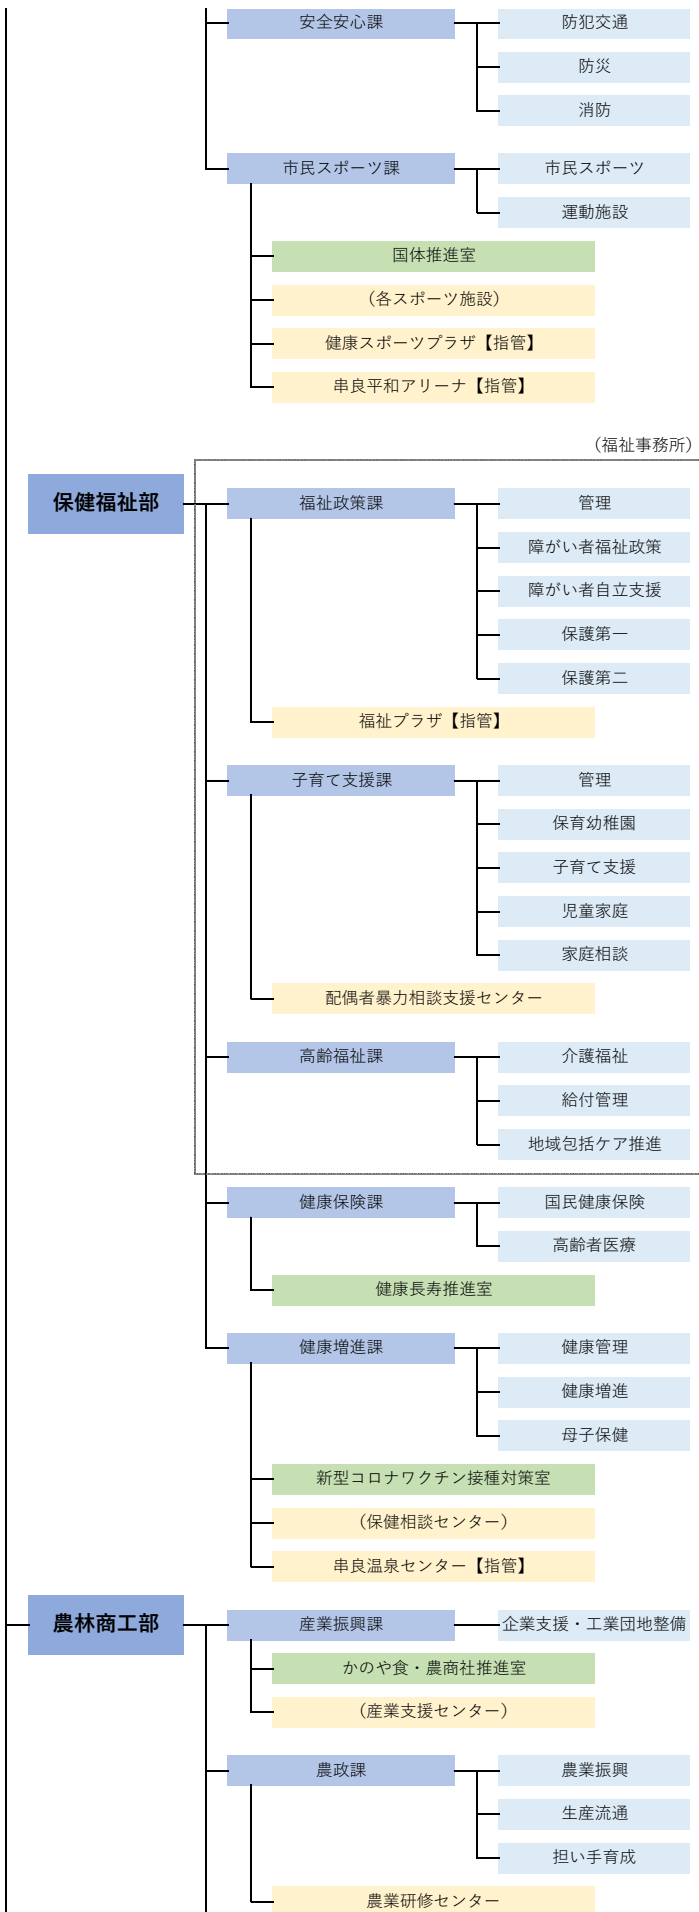 安全安心課
防犯交通
防災
消防
市民スポーツ課
市民スポーツ
運動施設
国体推進室
（各スポーツ施設）
健康スポーツプラザ【指管】
串良平和アリーナ【指管】
（福祉事務所）
保健福祉部
福祉政策課
管理
障がい者福祉政策
障がい者自立支援
保護第一
保護第二
福祉プラザ【指管】
子育て支援課
管理
保育幼稚園
子育て支援
児童家庭
家庭相談
配偶者暴力相談支援センター
高齢福祉課
介護福祉
給付管理
地域包括ケア推進
健康保険課
国民健康保険
高齢者医療
健康長寿推進室
健康増進課
健康管理
健康増進
母子保健
新型コロナワクチン接種対策室
（保健相談センター）
串良温泉センター【指管】
農林商工部
産業振興課
企業支援・工業団地整備
かのや食・農商社推進室
（産業支援センター）
農政課
農業振興
生産流通
担い手育成
農業研修センター